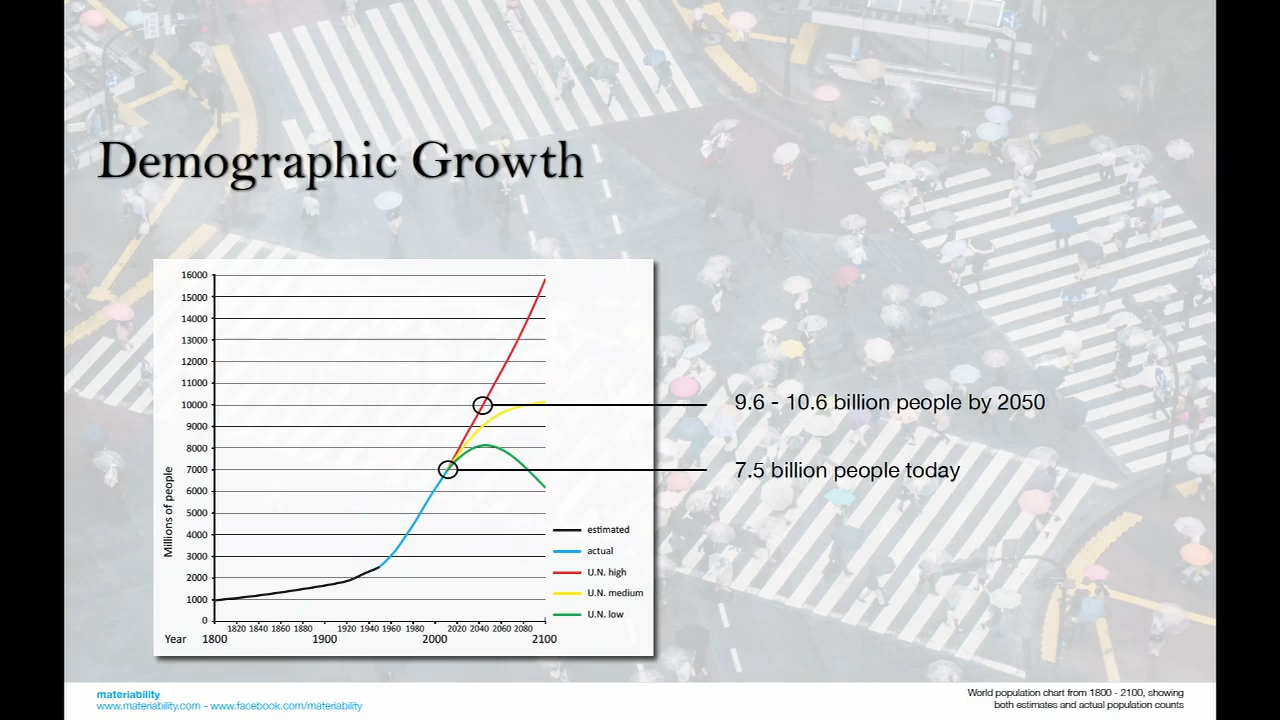 Demographic Growth
16000
15000
14000
13000
12000
11000
10000
9000
8000
7000
6000
5000
4000
3000
2000
1000
0
Millions of people
estimated
actual
U.N. high
U.N. medium
U.N. low
1820 1840 1860 1880 1920 1940 1960 1980 2020 2040 2060 2080
Year 1800 1900 2000 2100
9.6 - 10.6 billion people by 2050
7.5 billion people today
materiability
www.materiability.com - www.facebook.com/materiability
World population chart from 1800 - 2100, showing
both estimates and actual population counts